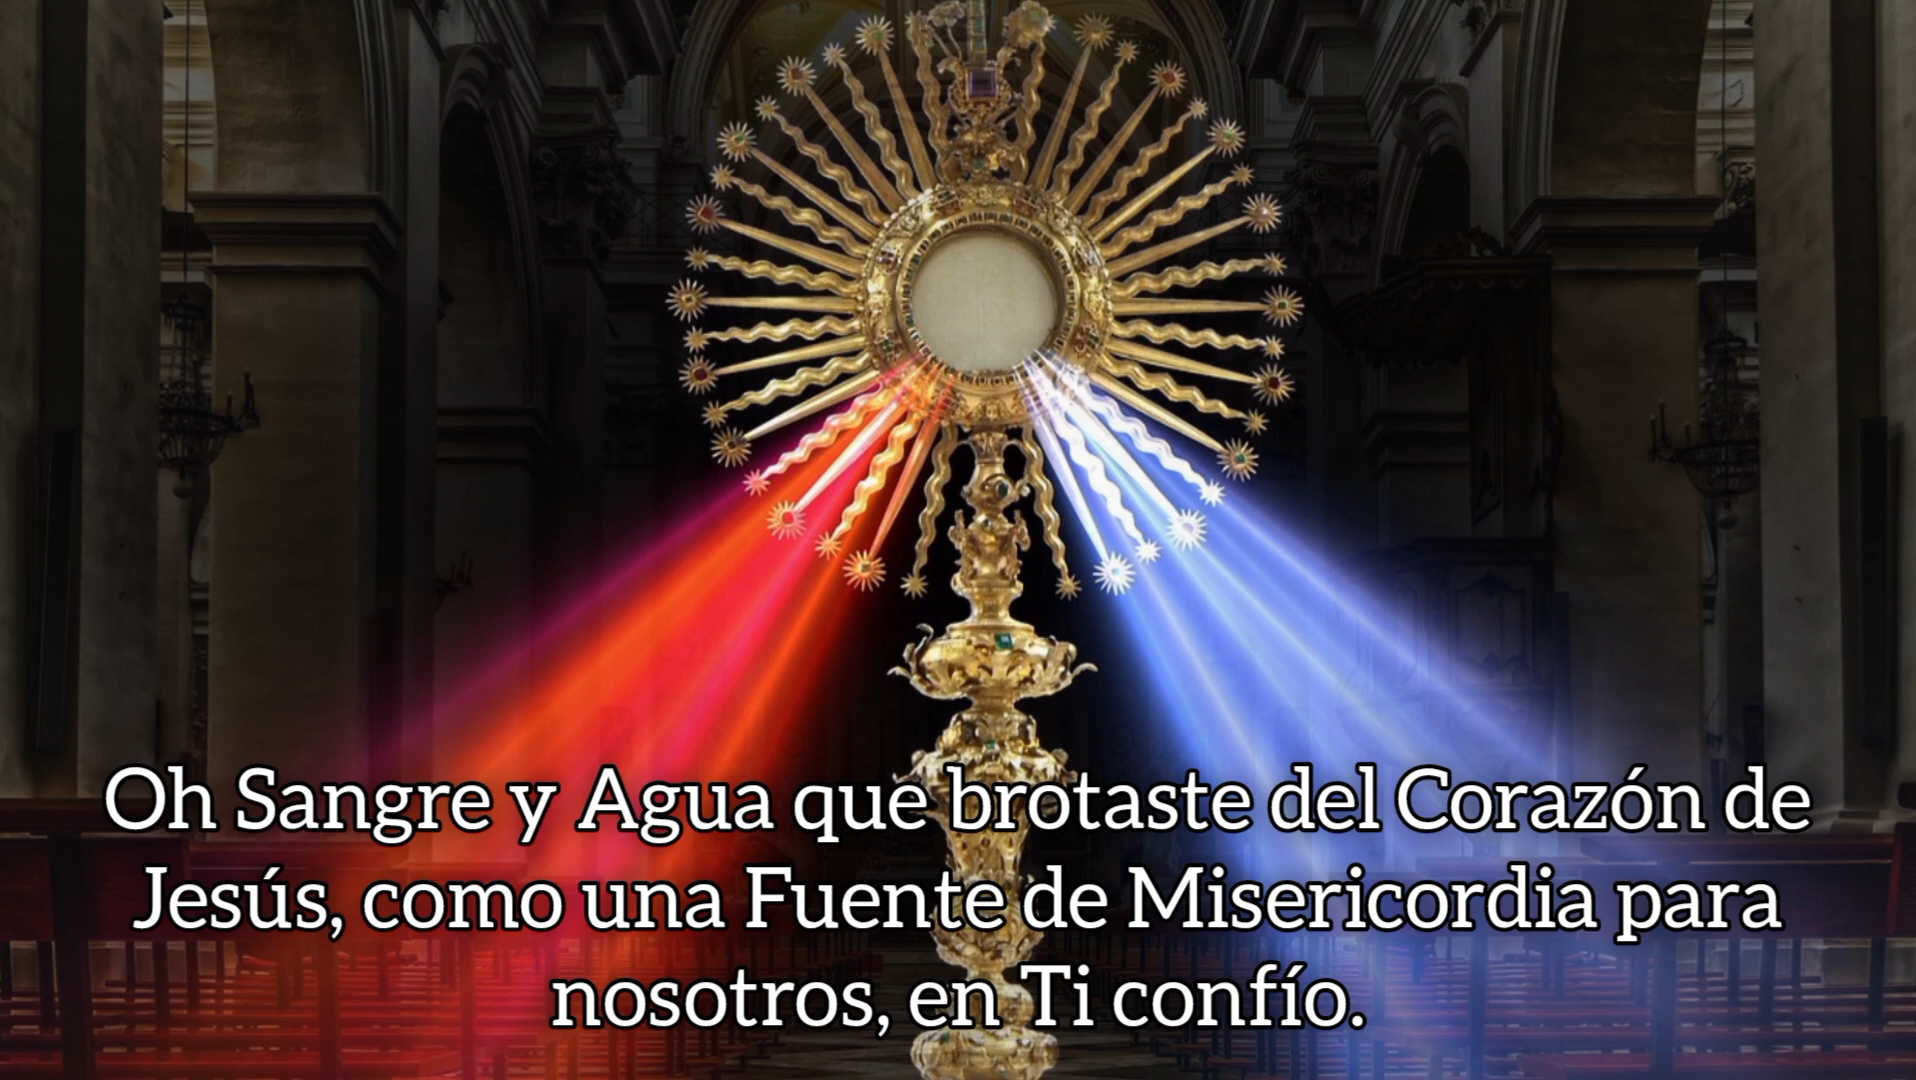 Oh Sangre y Agua que brotaste del Corazón de
Jesús, como una Fuente de Misericordia para
nosotros, en Ti confío.